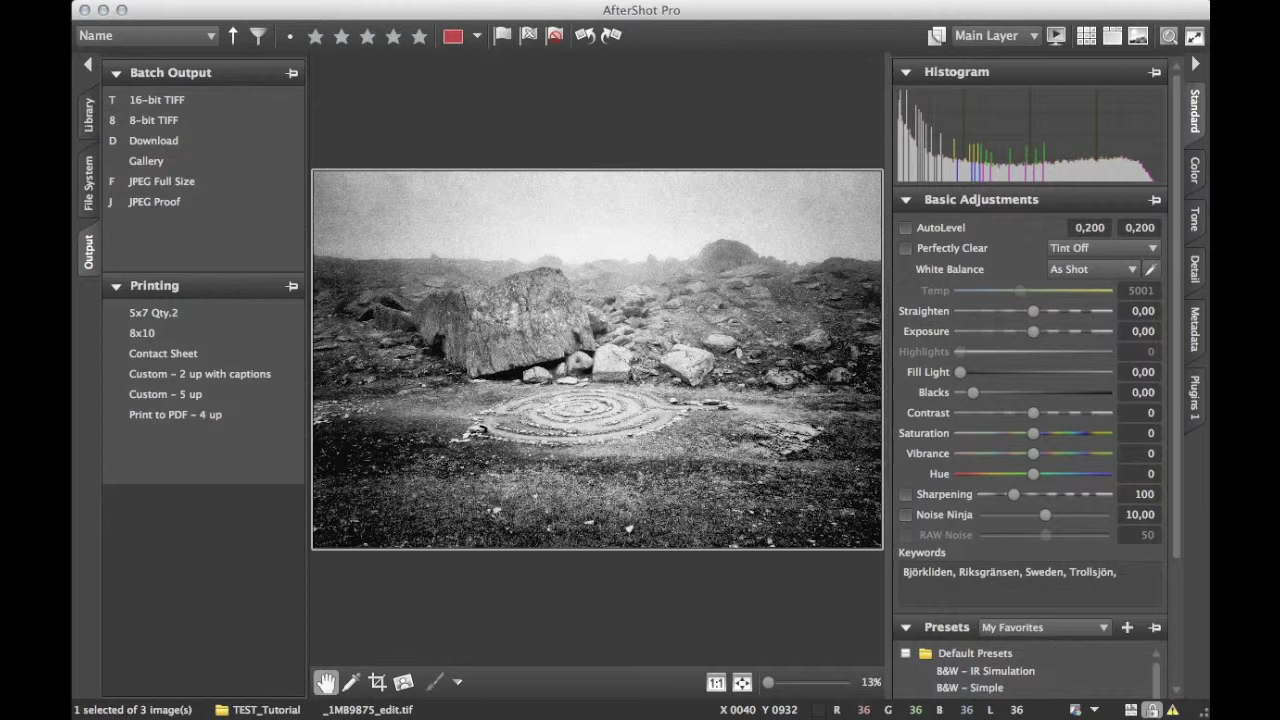 AfterShot Pro
Name
Main Layer
Library
File System
Output
Batch Output
T 16-bit TIFF
8 8-bit TIFF
D Download
Gallery
F JPEG Full Size
J JPEG Proof
Printing
5x7 Qty.2
8x10
Contact Sheet
Custom - 2 up with captions
Custom - 5 up
Print to PDF - 4 up
Histogram
Basic Adjustments
AutoLevel 0,200 0,200
Perfectly Clear Tint Off
White Balance As Shot
Temp 5001
Straighten 0,00
Exposure 0,00
Highlights 0
Fill Light 0,00
Blacks 0,00
Contrast 0
Saturation 0
Vibrance 0
Hue 0
Sharpening 100
Noise Ninja 10,00
RAW Noise 50
Keywords
Björkliden, Riksgränsen, Sweden, Trollsjön,
Presets My Favorites
Default Presets
B&W - IR Simulation
B&W - Simple
Standard
Color
Tone
Detail
Metadata
Plugins 1
1:1
13%
1 selected of 3 image(s) TEST_Tutorial _1MB9875_edit.tif X 0040 Y 0932 R 36 G 36 B 36 L 36